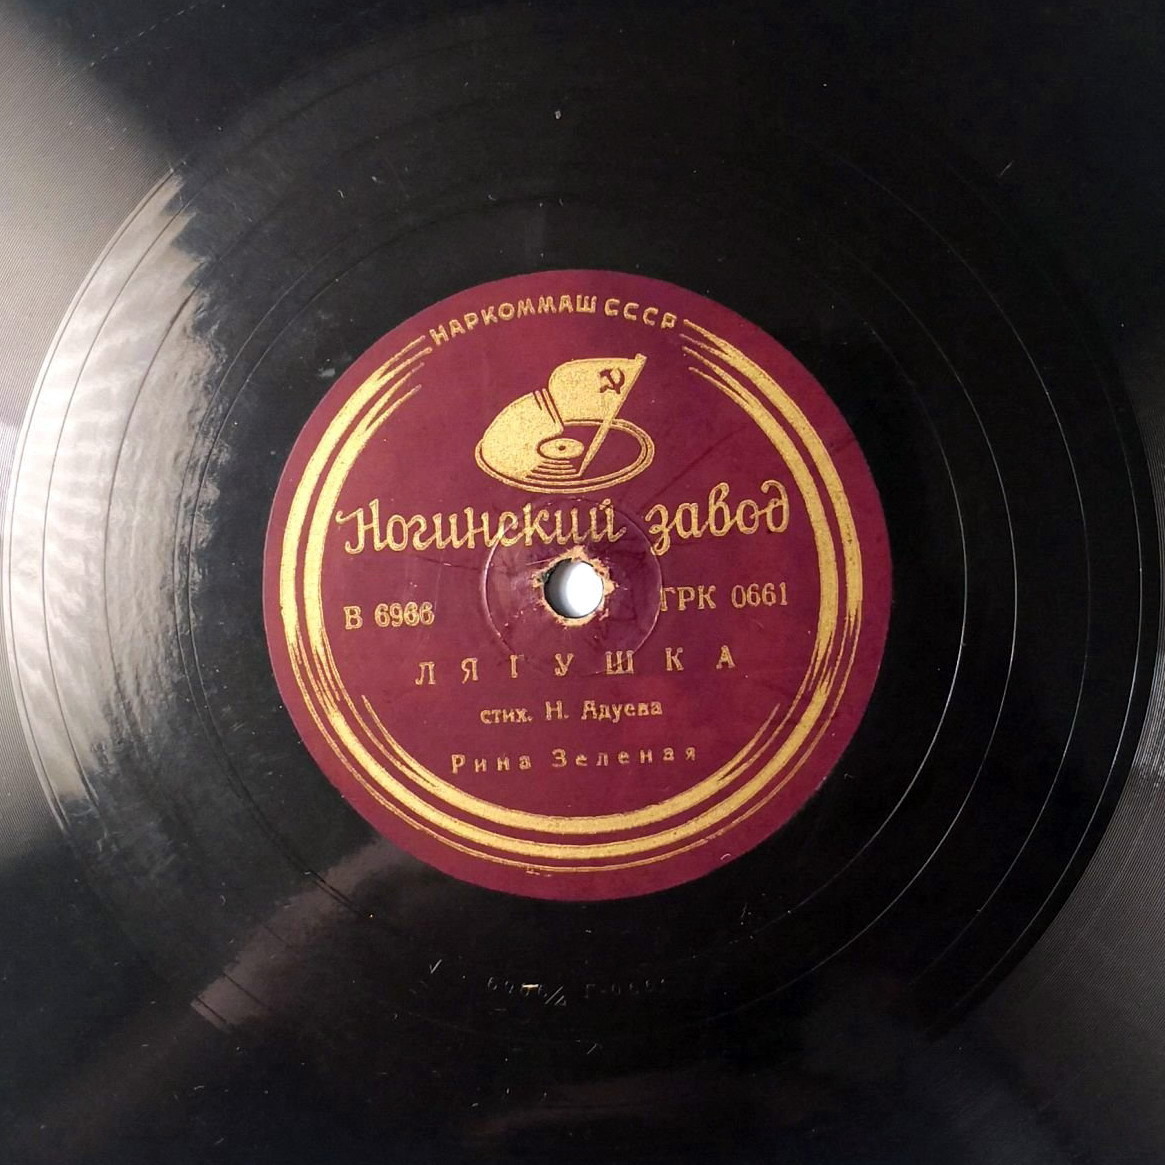 НАРКОММАШ СССР
Ногинский завод
В 6966 ГРК 0661
ЛЯГУШКА
стих. Н. Адуева
Рина Зеленая